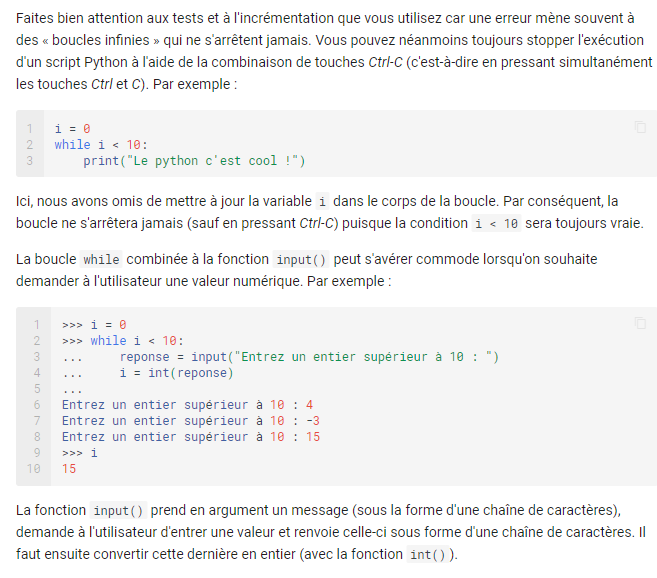 Faites bien attention aux tests et à l'incrémentation que vous utilisez car une erreur mène souvent à
des « boucles infinies » qui ne s'arrêtent jamais. Vous pouvez néanmoins toujours stopper l'exécution
d'un script Python à l'aide de la combinaison de touches Ctrl-C (c'est-à-dire en pressant simultanément
les touches Ctrl et C). Par exemple :
1 i = 0
2 while i < 10:
3     print("Le python c'est cool !")
Ici, nous avons omis de mettre à jour la variable i dans le corps de la boucle. Par conséquent, la
boucle ne s'arrêtera jamais (sauf en pressant Ctrl-C) puisque la condition i < 10 sera toujours vraie.
La boucle while combinée à la fonction input() peut s'avérer commode lorsqu'on souhaite
demander à l'utilisateur une valeur numérique. Par exemple :
1 >>> i = 0
2 >>> while i < 10:
3 ...     reponse = input("Entrez un entier supérieur à 10 : ")
4 ...     i = int(reponse)
5 ...
6 Entrez un entier supérieur à 10 : 4
7 Entrez un entier supérieur à 10 : -3
8 Entrez un entier supérieur à 10 : 15
9 >>> i
10 15
La fonction input() prend en argument un message (sous la forme d'une chaîne de caractères),
demande à l'utilisateur d'entrer une valeur et renvoie celle-ci sous forme d'une chaîne de caractères. Il
faut ensuite convertir cette dernière en entier (avec la fonction int() ).